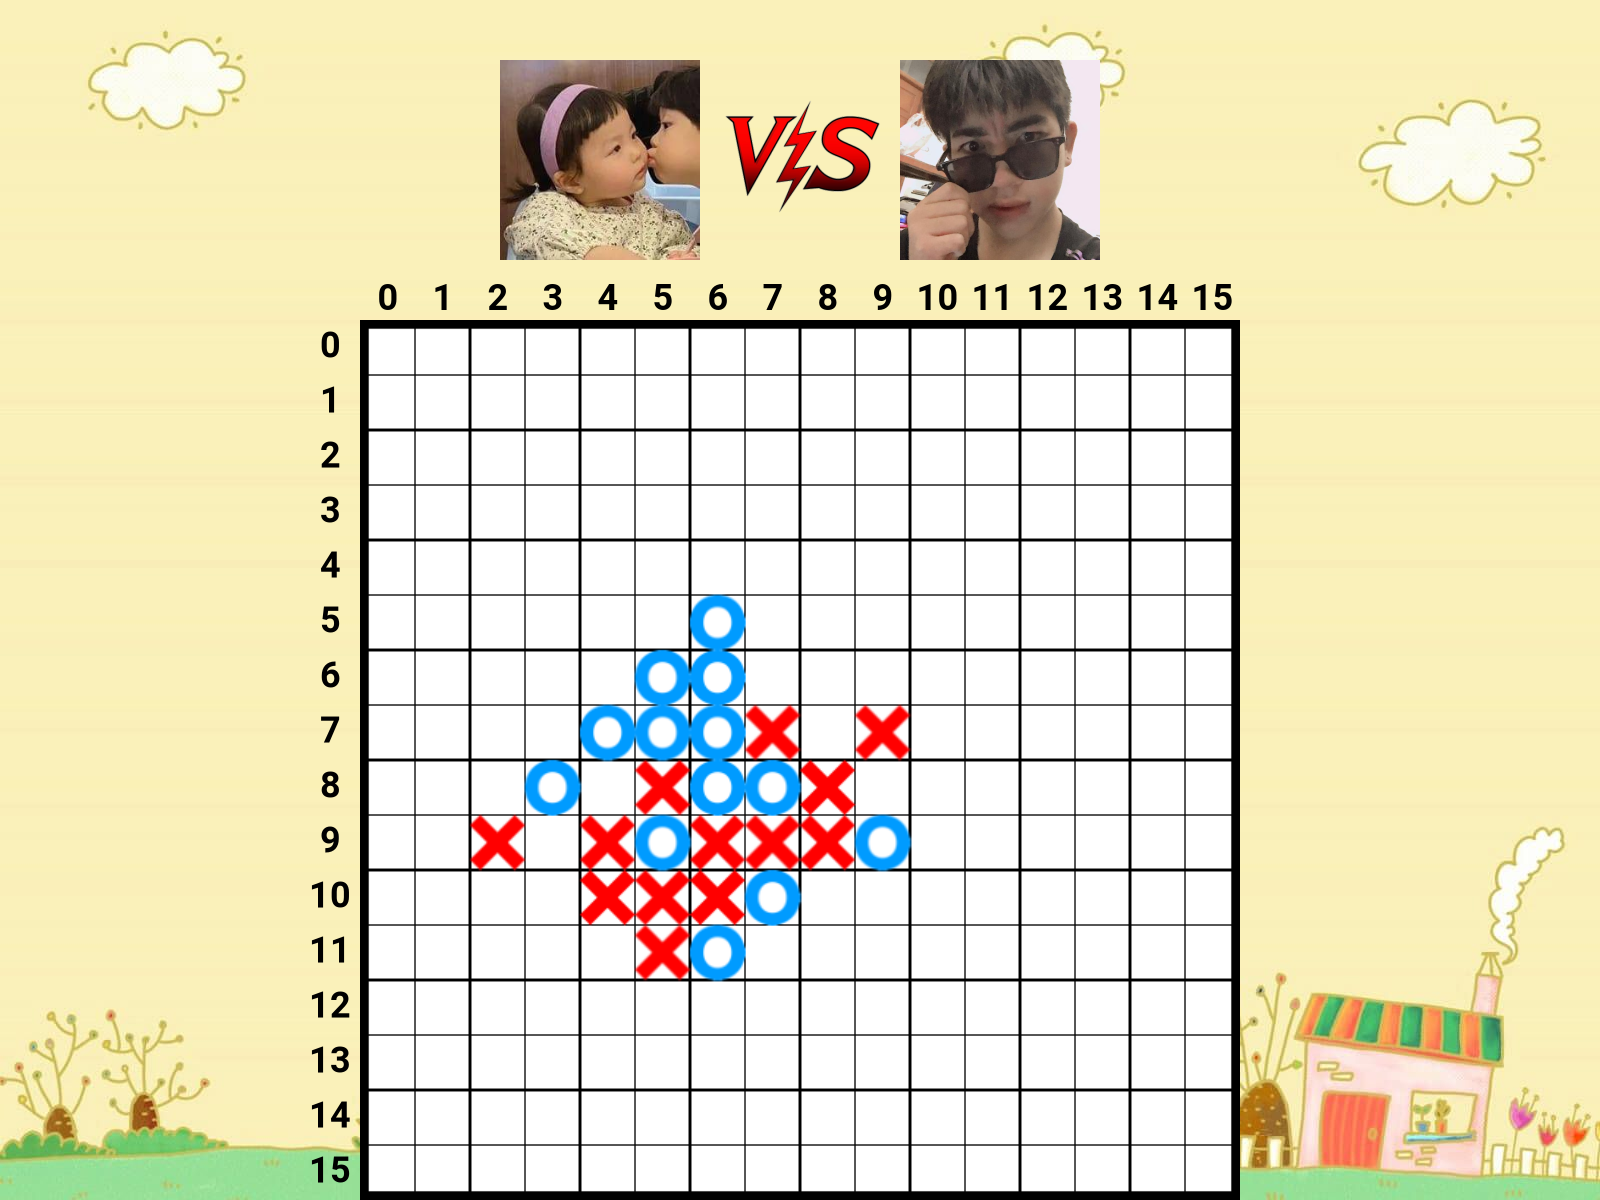 VS
0 1 2 3 4 5 6 7 8 9 10 11 12 13 14 15
0
1
2
3
4
5 O
6 O O
7 O O O X X
8 O X O O X
9 X X O X X X O
10 X X X O
11 X O
12
13
14
15